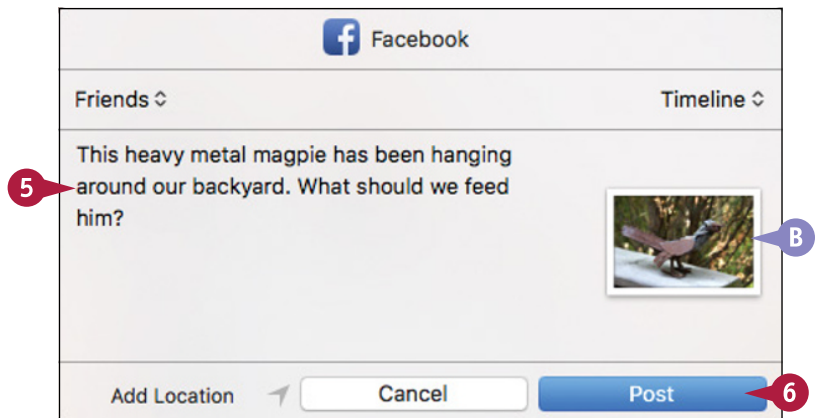 Facebook
Friends
Timeline
This heavy metal magpie has been hanging
around our backyard. What should we feed
him?
5
B
Add Location
Cancel
Post
6